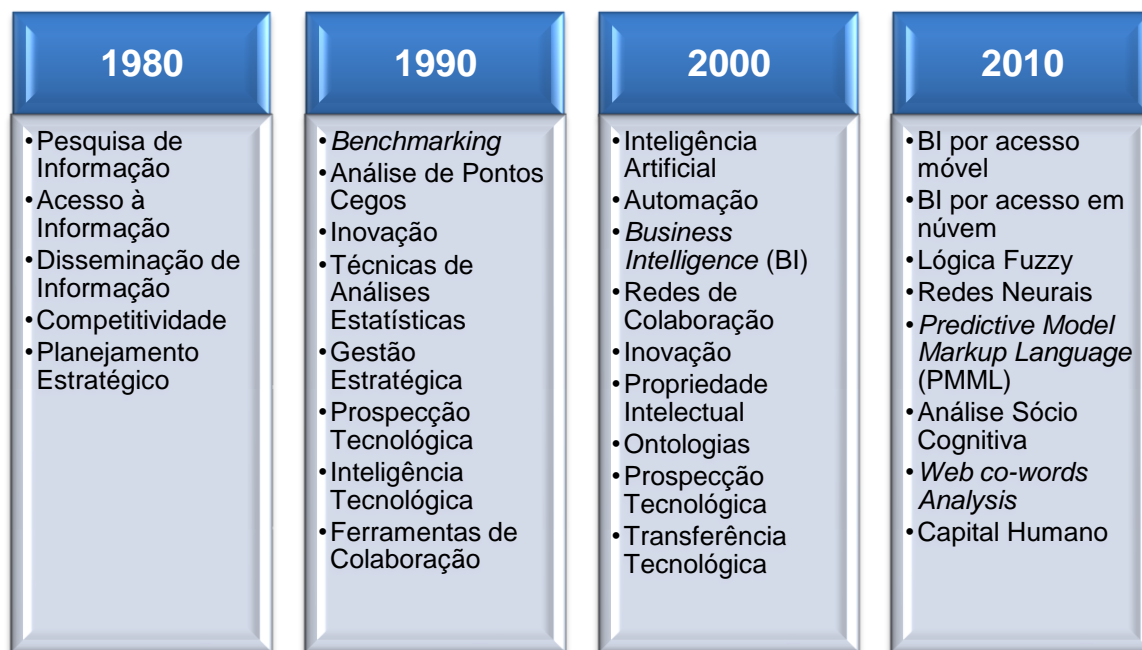 1980
•Pesquisa de
Informação
•Acesso à
Informação
•Disseminação de
Informação
•Competitividade
•Planejamento
Estratégico
1990
•Benchmarking
•Análise de Pontos
Cegos
•Inovação
•Técnicas de
Análises
Estatísticas
•Gestão
Estratégica
•Prospecção
Tecnológica
•Inteligência
Tecnológica
•Ferramentas de
Colaboração
2000
•Inteligência
Artificial
•Automação
•Business
Intelligence (BI)
•Redes de
Colaboração
•Inovação
•Propriedade
Intelectual
•Ontologias
•Prospecção
Tecnológica
•Transferência
Tecnológica
2010
•BI por acesso
móvel
•BI por acesso em
núvem
•Lógica Fuzzy
•Redes Neurais
•Predictive Model
Markup Language
(PMML)
•Análise Sócio
Cognitiva
•Web co-words
Analysis
•Capital Humano